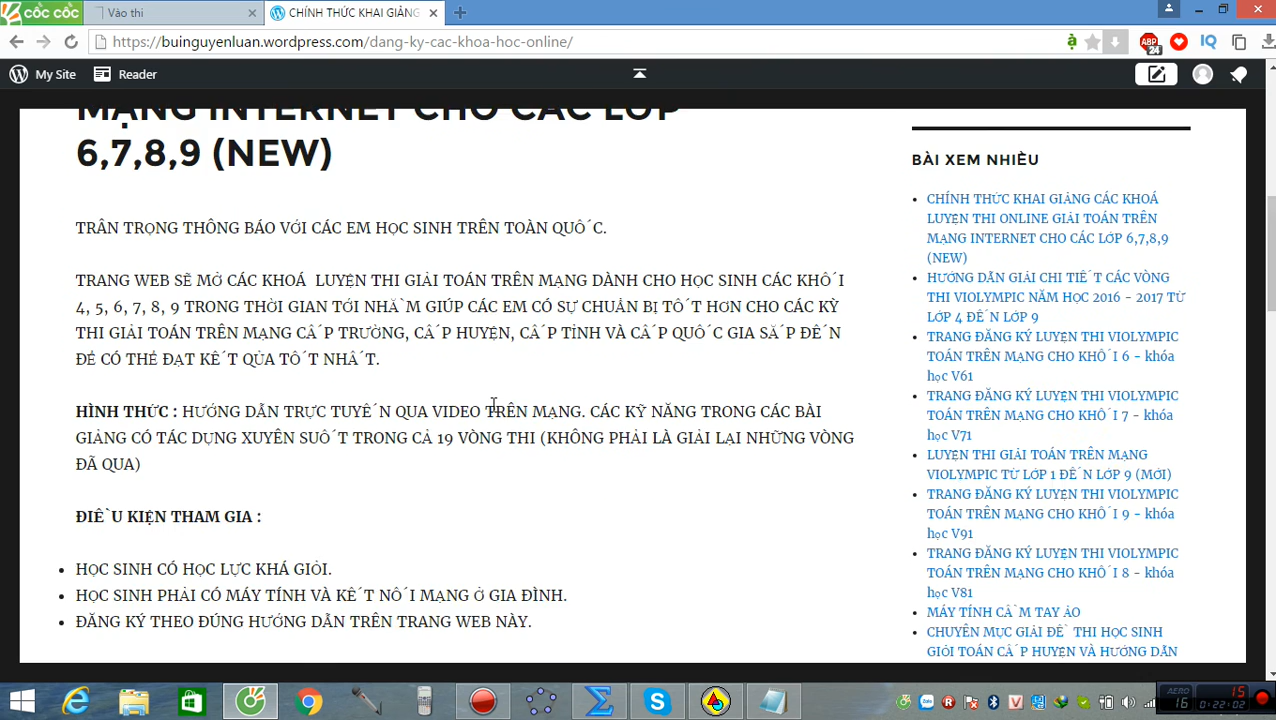 cốc cốc
Vào thi
CHÍNH THỨC KHAI GIẢNG
https://buinguyenluan.wordpress.com/dang-ky-cac-khoa-hoc-online/
ABP
24
IQ
My Site
Reader
MẠNG INTERNET CHO CÁC LỚP
6,7,8,9 (NEW)
TRÂN TRỌNG THÔNG BÁO VỚI CÁC EM HỌC SINH TRÊN TOÀN QUỐC.
TRANG WEB SẼ MỞ CÁC KHOÁ LUYỆN THI GIẢI TOÁN TRÊN MẠNG DÀNH CHO HỌC SINH CÁC KHỐI
4, 5, 6, 7, 8, 9 TRONG THỜI GIAN TỚI NHẰM GIÚP CÁC EM CÓ SỰ CHUẨN BỊ TỐT HƠN CHO CÁC KỲ
THI GIẢI TOÁN TRÊN MẠNG CẤP TRƯỜNG, CẤP HUYỆN, CẤP TỈNH VÀ CẤP QUỐC GIA SẮP ĐẾN
ĐỂ CÓ THỂ ĐẠT KẾT QỦA TỐT NHẤT.
HÌNH THỨC : HƯỚNG DẪN TRỰC TUYẾN QUA VIDEO TRÊN MẠNG. CÁC KỸ NĂNG TRONG CÁC BÀI
GIẢNG CÓ TÁC DỤNG XUYÊN SUỐT TRONG CẢ 19 VÒNG THI (KHÔNG PHẢI LÀ GIẢI LẠI NHỮNG VÒNG
ĐÃ QUA)
ĐIỀU KIỆN THAM GIA :
HỌC SINH CÓ HỌC LỰC KHÁ GIỎI.
HỌC SINH PHẢI CÓ MÁY TÍNH VÀ KẾT NỐI MẠNG Ở GIA ĐÌNH.
ĐĂNG KÝ THEO ĐÚNG HƯỚNG DẪN TRÊN TRANG WEB NÀY.
BÀI XEM NHIỀU
CHÍNH THỨC KHAI GIẢNG CÁC KHOÁ
LUYỆN THI ONLINE GIẢI TOÁN TRÊN
MẠNG INTERNET CHO CÁC LỚP 6,7,8,9
(NEW)
HƯỚNG DẪN GIẢI CHI TIẾT CÁC VÒNG
THI VIOLYMPIC NĂM HỌC 2016 - 2017 TỪ
LỚP 4 ĐẾN LỚP 9
TRANG ĐĂNG KÝ LUYỆN THI VIOLYMPIC
TOÁN TRÊN MẠNG CHO KHỐI 6 - khóa
học V61
TRANG ĐĂNG KÝ LUYỆN THI VIOLYMPIC
TOÁN TRÊN MẠNG CHO KHỐI 7 - khóa
học V71
LUYỆN THI GIẢI TOÁN TRÊN MẠNG
VIOLYMPIC TỪ LỚP 1 ĐẾN LỚP 9 (MỚI)
TRANG ĐĂNG KÝ LUYỆN THI VIOLYMPIC
TOÁN TRÊN MẠNG CHO KHỐI 9 - khóa
học V91
TRANG ĐĂNG KÝ LUYỆN THI VIOLYMPIC
TOÁN TRÊN MẠNG CHO KHỐI 8 - khóa
học V81
MÁY TÍNH CẦM TAY ẢO
CHUYÊN MỤC GIẢI ĐỀ THI HỌC SINH
GIỎI TOÁN CẤP HUYỆN VÀ HƯỚNG DẪN
AERO
16
15
0:22:02